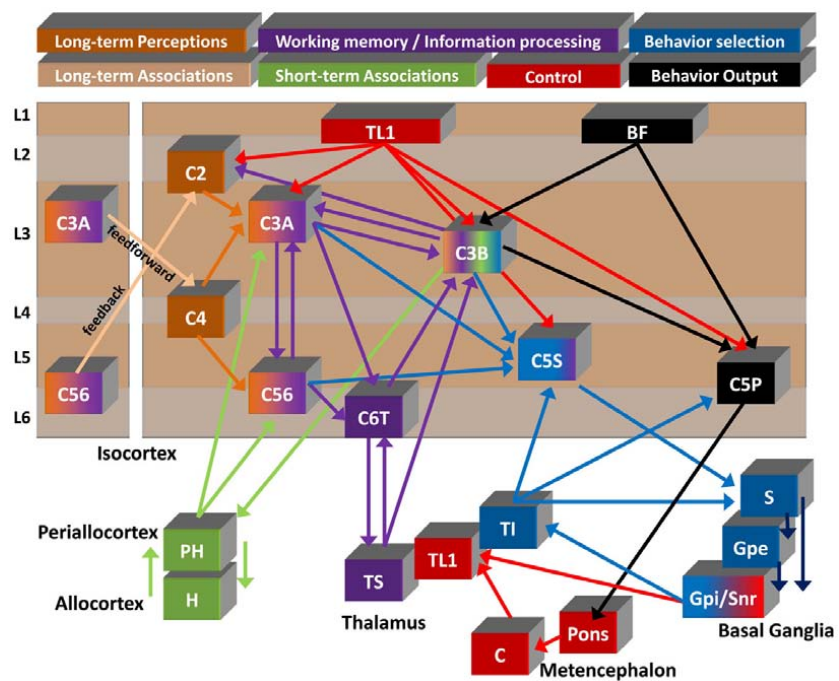 Long-term Perceptions
Working memory / Information processing
Behavior selection
Long-term Associations
Short-term Associations
Control
Behavior Output
L1
TL1
BF
L2
C2
C3A
C3A
L3
C3B
feedforward
feedback
L4
C4
L5
C5S
C5P
C56
C56
L6
C6T
Isocortex
S
Periallocortex
PH
TI
Gpe
TL1
TS
Allocortex
H
Gpi/Snr
Thalamus
Basal Ganglia
Pons
C
Metencephalon